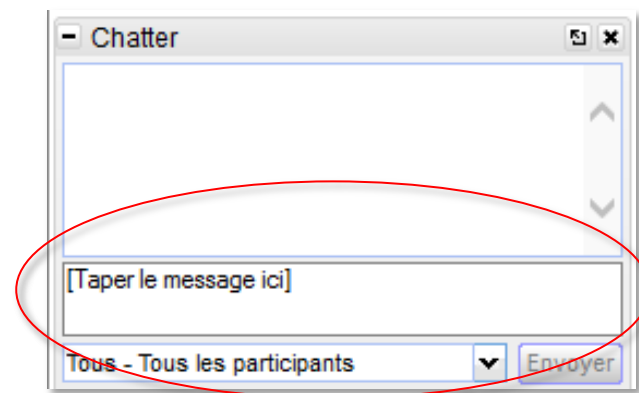 Chatter
[Taper le message ici]
Tous - Tous les participants
Envoyer